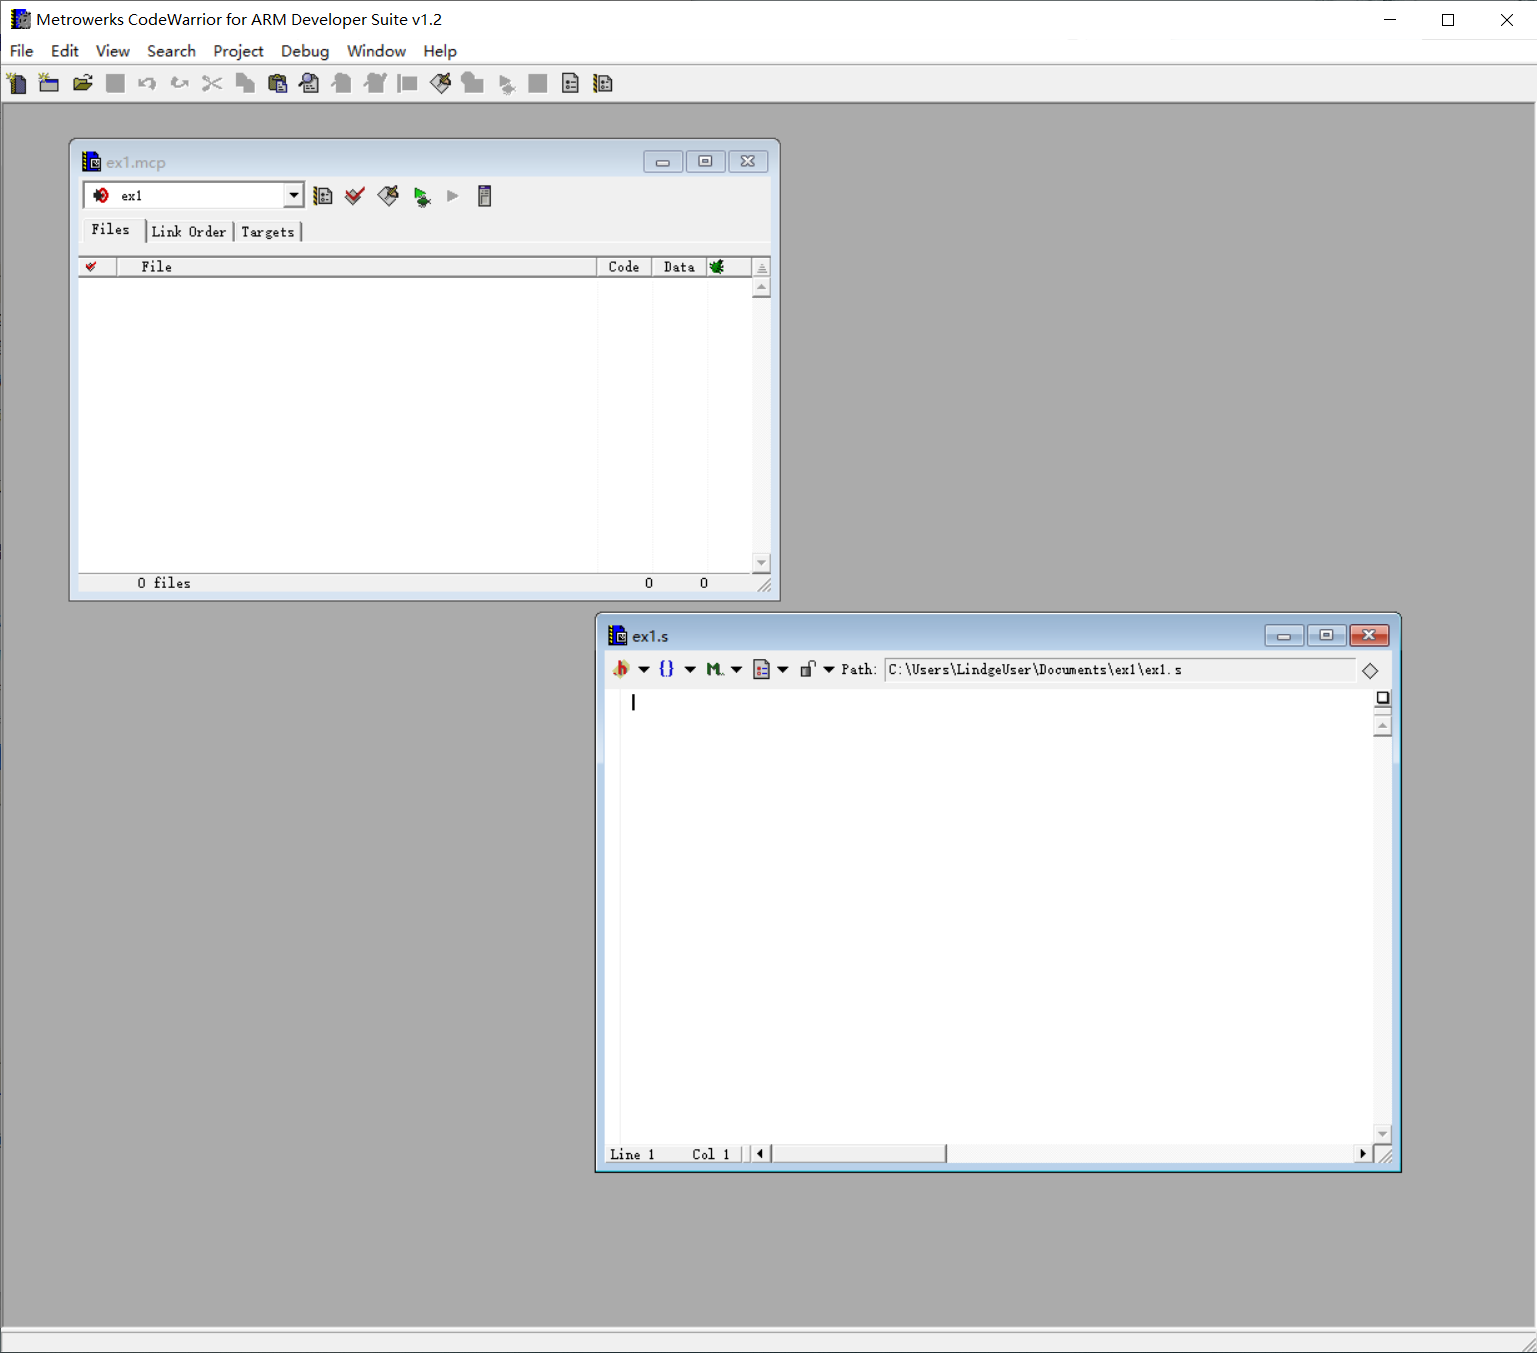 Metrowerks CodeWarrior for ARM Developer Suite v1.2
File Edit View Search Project Debug Window Help
ex1.mcp
ex1
Files Link Order Targets
File Code Data
0 files 0 0
ex1.s
Path: C:\Users\LindgeUser\Documents\ex1\ex1.s
Line 1 Col 1